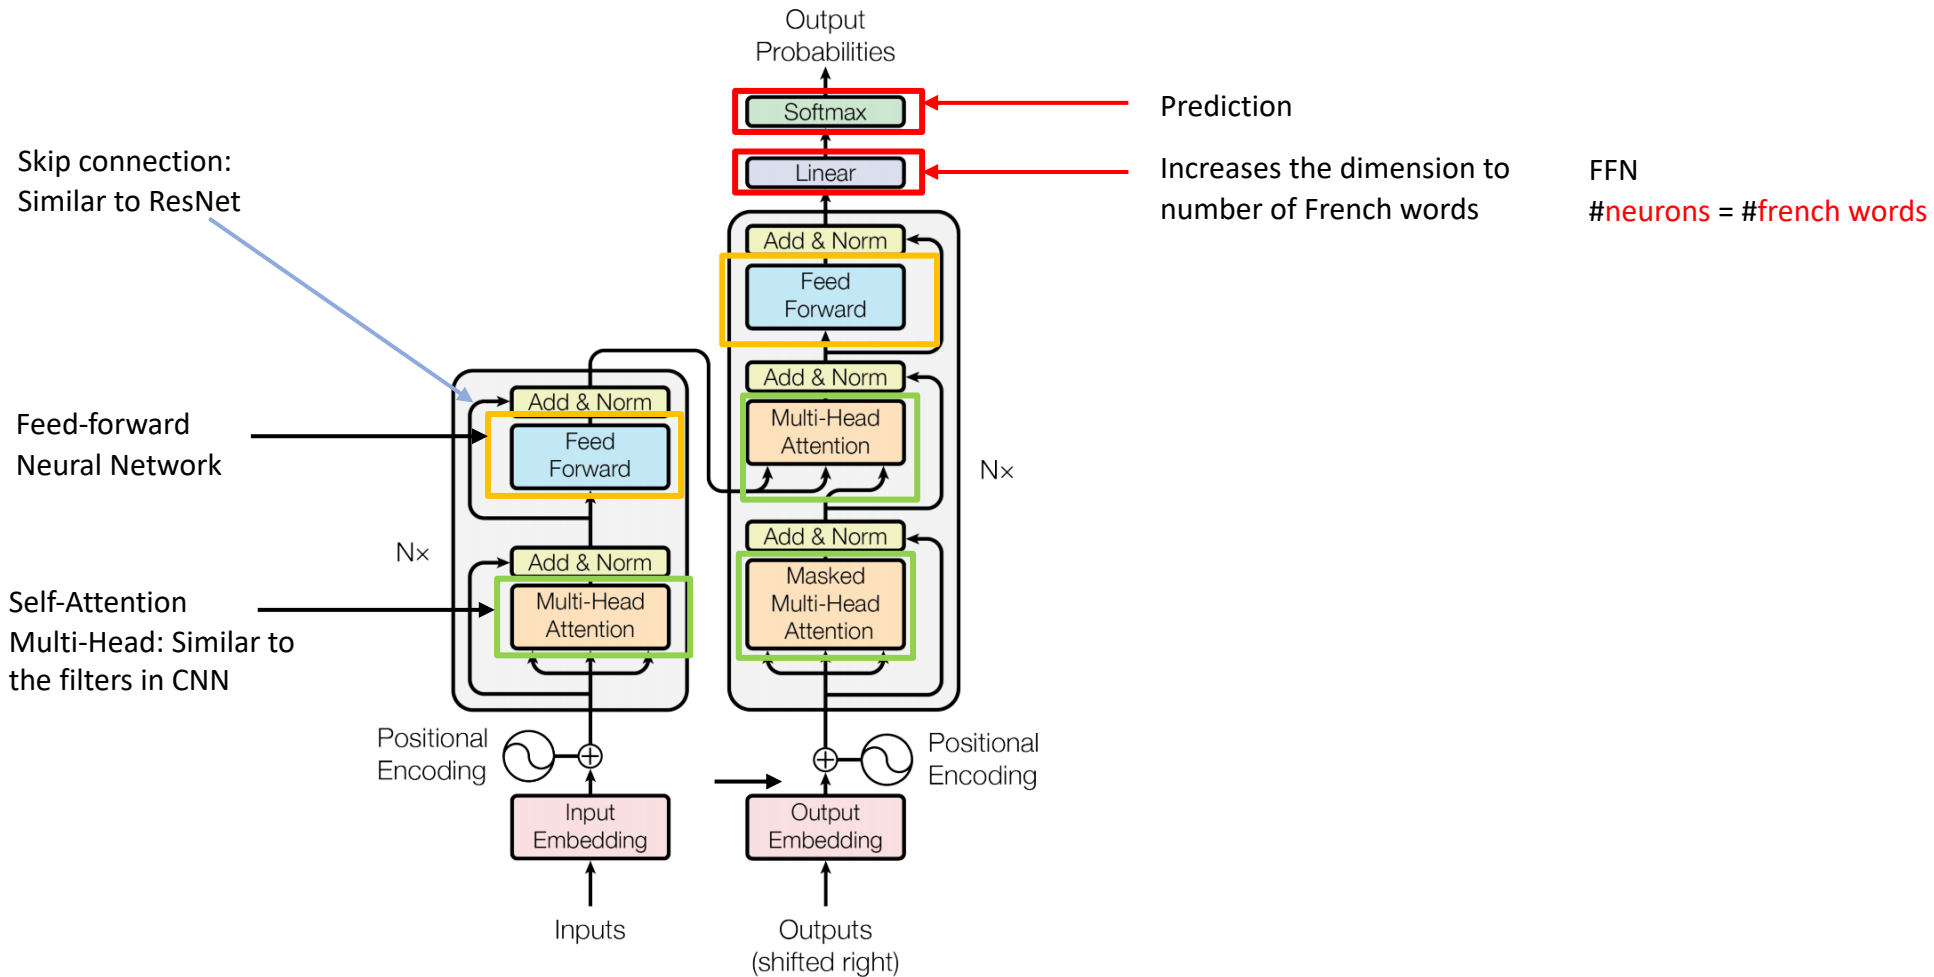 Output
Probabilities
Softmax
Prediction
Skip connection:
Similar to ResNet
Linear
Increases the dimension to
number of French words
FFN
#neurons = #french words
Add & Norm
Feed
Forward
Add & Norm
Multi-Head
Attention
N×
Add & Norm
Masked
Multi-Head
Attention
Add & Norm
Feed
Forward
Feed-forward
Neural Network
N×
Add & Norm
Multi-Head
Attention
Self-Attention
Multi-Head: Similar to
the filters in CNN
Positional
Encoding
Positional
Encoding
Input
Embedding
Output
Embedding
Inputs
Outputs
(shifted right)